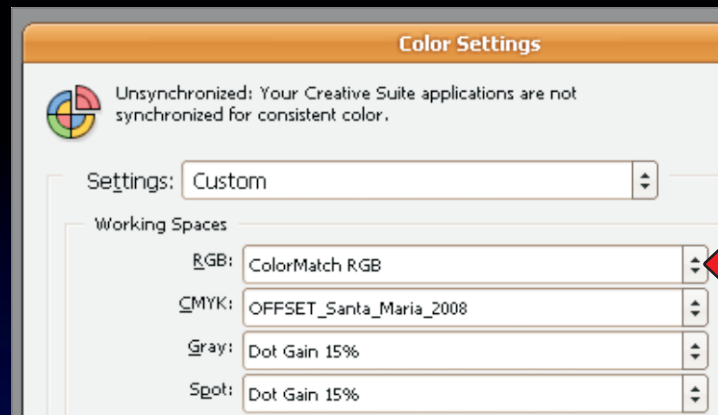 Color Settings
Unsynchronized: Your Creative Suite applications are not
synchronized for consistent color.
Settings: Custom
Working Spaces
RGB: ColorMatch RGB
CMYK: OFFSET_Santa_Maria_2008
Gray: Dot Gain 15%
Spot: Dot Gain 15%